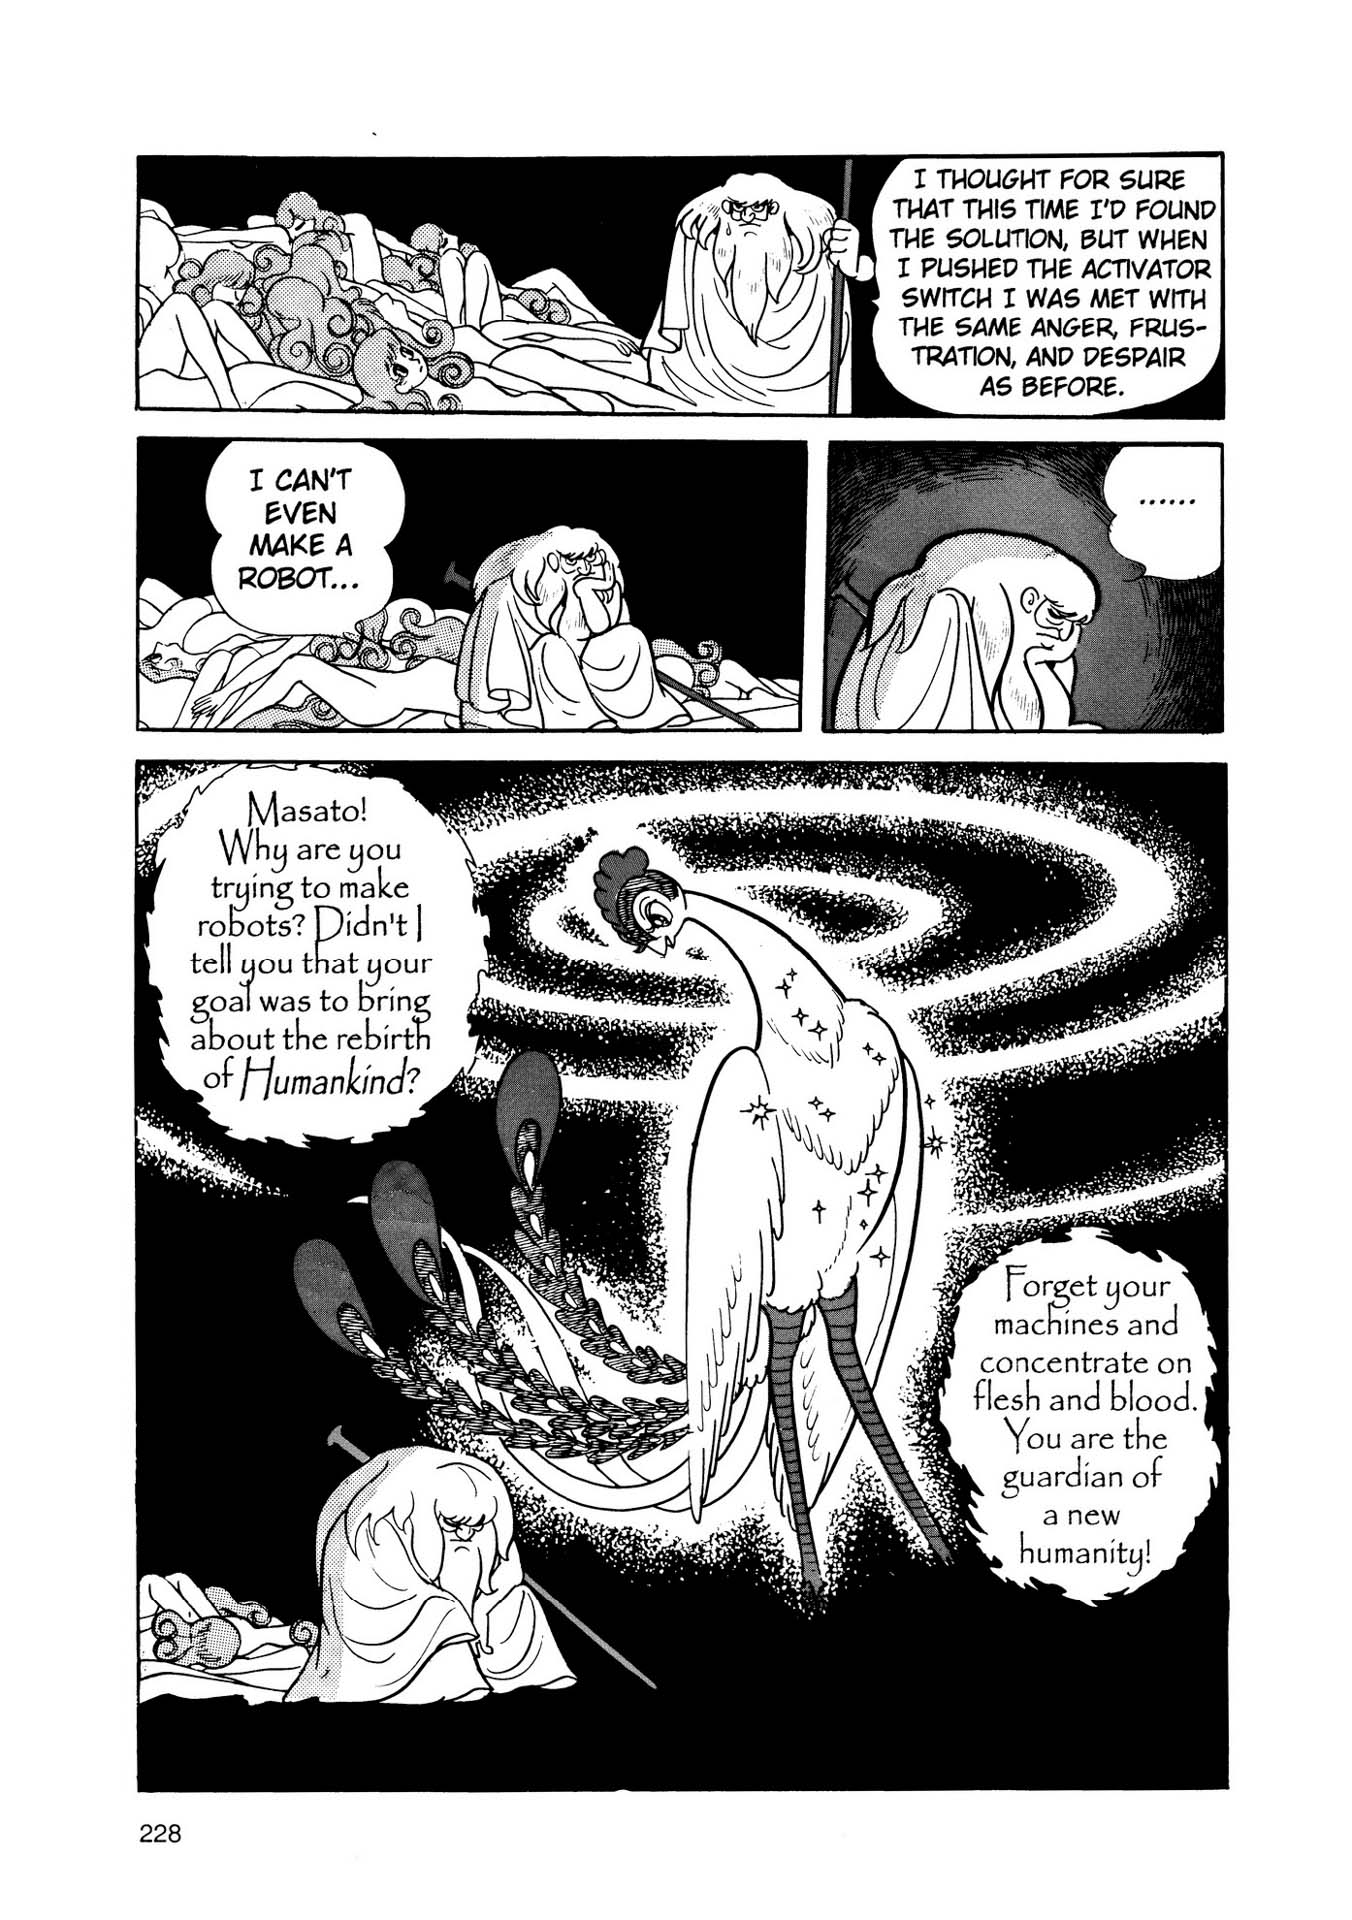 I THOUGHT FOR SURE
THAT THIS TIME I'D FOUND
THE SOLUTION, BUT WHEN
I PUSHED THE ACTIVATOR
SWITCH I WAS MET WITH
THE SAME ANGER, FRUS-
TRATION, AND DESPAIR
AS BEFORE.
I CAN'T
EVEN
MAKE A
ROBOT...
......
Masato!
Why are you
trying to make
robots? Didn't I
tell you that your
goal was to bring
about the rebirth
of Humankind?
Forget your
machines and
concentrate on
flesh and blood.
You are the
guardian of
a new
humanity!
228